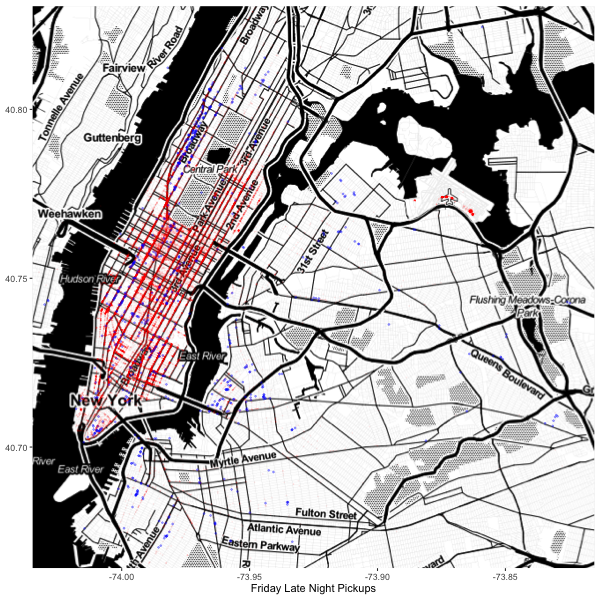 Broadway
3
Fairview
River Road
40.80
Tonnelle Avenue
Guttenberg
Broadway
3rd Avenue
Central Park
Park Avenue
2nd Avenue
Weehawken
31st Street
40.75
Hudson River
3rd Avenue
Flushing Meadows-Corona
Park
East River
Broadway
Queens Boulevard
New York
40.70
River
East River
Myrtle Avenue
Fulton Street
Atlantic Avenue
Eastern Parkway
th Avenue
-74.00
-73.95
-73.90
-73.85
Friday Late Night Pickups